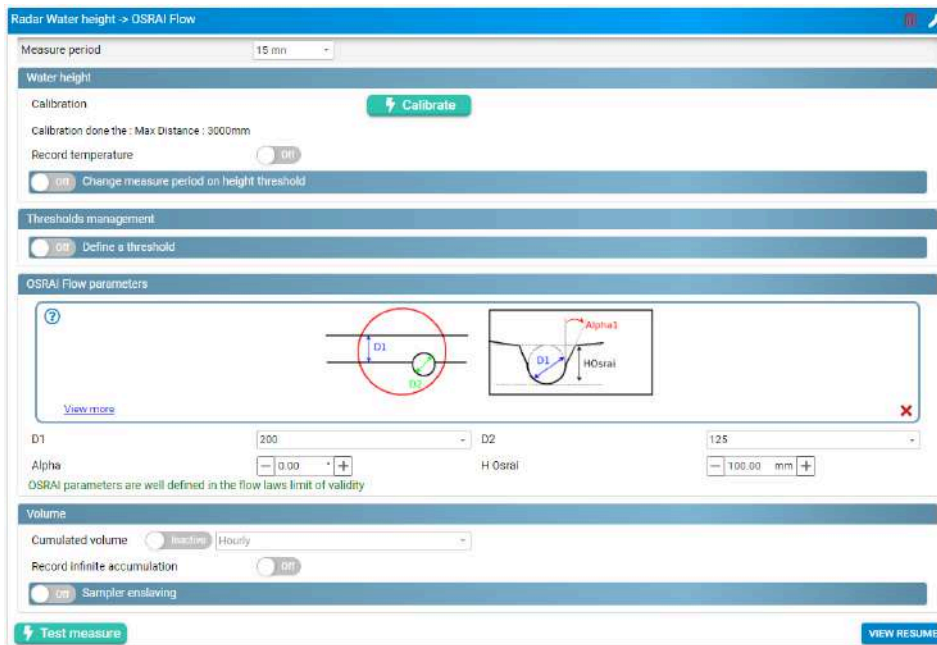 Radar Water height -> OSRAI Flow
Measure period 15 mn
Water height
Calibration Calibrate
Calibration done the : Max Distance : 3000mm
Record temperature Off
Off Change measure period on height threshold
Thresholds management
Off Define a threshold
OSRAI Flow parameters
Alpha1
D1 D1 HOsrai
D2
View more
D1 200 D2 125
Alpha 0.00 ° H Osrai 100.00 mm
OSRAI parameters are well defined in the flow laws limit of validity
Volume
Cumulated volume Inactive Hourly
Record infinite accumulation Off
Off Sampler enslaving
Test measure VIEW RESUME